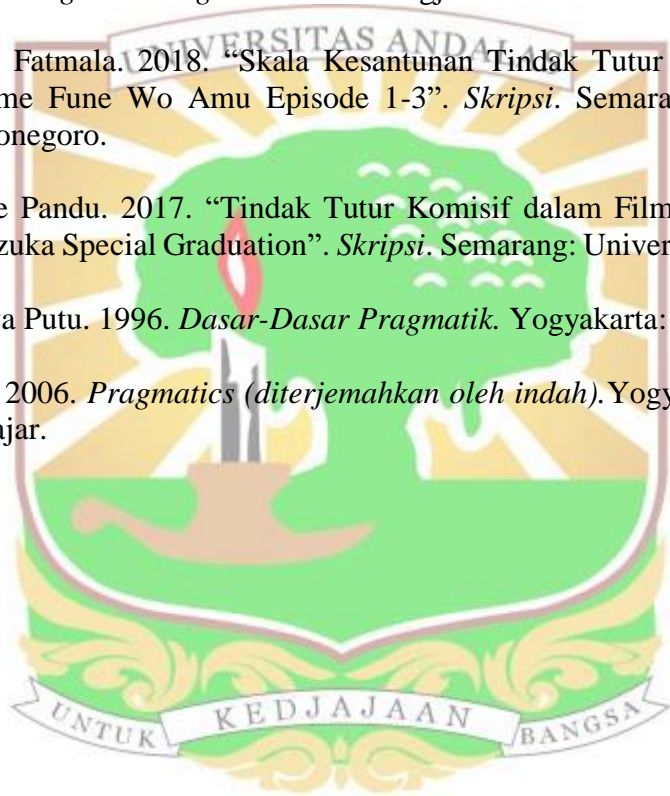 UNIVERSITAS ANDALAS
Fatmala. 2018. “Skala Kesantunan Tindak Tutur
me Fune Wo Amu Episode 1-3”. Skripsi. Semara
onegoro.
e Pandu. 2017. “Tindak Tutur Komisif dalam Film
zuka Special Graduation”. Skripsi. Semarang: Univer
a Putu. 1996. Dasar-Dasar Pragmatik. Yogyakarta:
2006. Pragmatics (diterjemahkan oleh indah).Yogy
ajar.
UNTUK KEDJAJAAN BANGSA